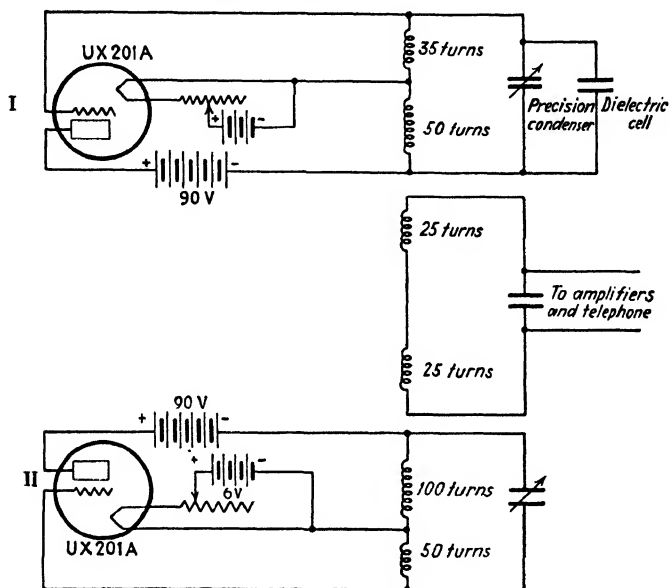 UX201A
35 turns
I
+ -
Precision condenser
Dielectric cell
50 turns
+ -
90 V
25 turns
To amplifiers
and telephone
25 turns
90 V
+ -
II
+ -
6V
100 turns
UX201A
50 turns